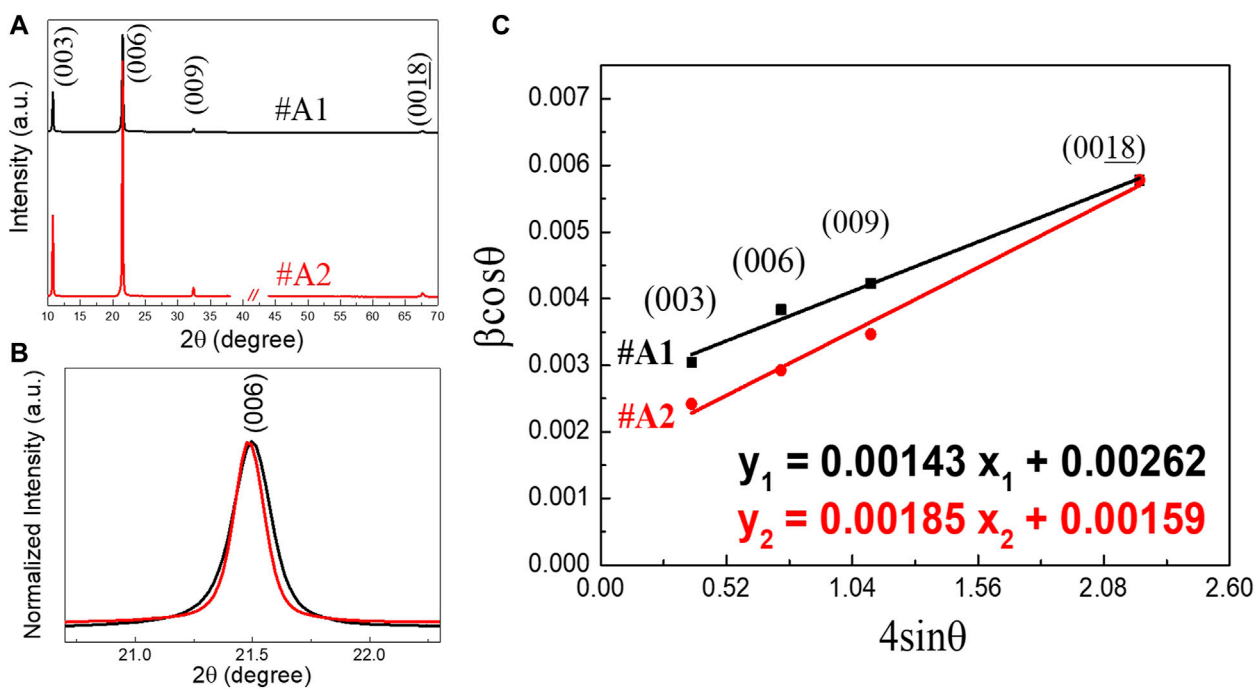 A
Intensity (a.u.)
(003)
(006)
(009)
(0018)
#A1
#A2
//
10 15 20 25 30 35 40 45 50 55 60 65 70
2θ (degree)
B
Normalized Intensity (a.u.)
(006)
21.0 21.5 22.0
2θ (degree)
C
βcosθ
0.007
0.006
0.005
0.004
0.003
0.002
0.001
0.000
(0018)
(009)
(006)
(003)
#A1
#A2
y1 = 0.00143 x1 + 0.00262
y2 = 0.00185 x2 + 0.00159
0.00 0.52 1.04 1.56 2.08 2.60
4sinθ